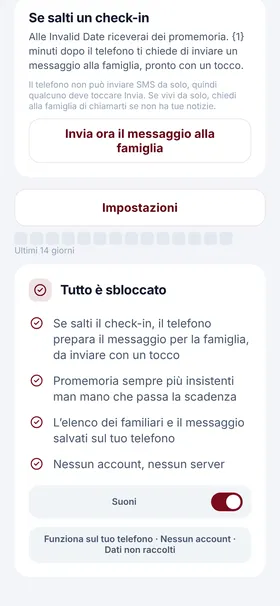 Se salti un check-in
Alle Invalid Date riceverai dei promemoria. {1}
minuti dopo il telefono ti chiede di inviare un
messaggio alla famiglia, pronto con un tocco.
Il telefono non può inviare SMS da solo, quindi
qualcuno deve toccare Invia. Se vivi da solo, chiedi
alla famiglia di chiamarti se non ha tue notizie.
Invia ora il messaggio alla
famiglia
Impostazioni
Ultimi 14 giorni
Tutto è sbloccato
Se salti il check-in, il telefono
prepara il messaggio per la famiglia,
da inviare con un tocco
Promemoria sempre più insistenti
man mano che passa la scadenza
L'elenco dei familiari e il messaggio
salvati sul tuo telefono
Nessun account, nessun server
Suoni
Funziona sul tuo telefono · Nessun account ·
Dati non raccolti